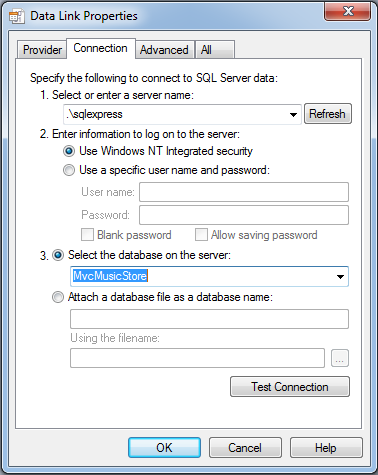 Data Link Properties
Provider Connection Advanced All
Specify the following to connect to SQL Server data:
1. Select or enter a server name:
.\sqlexpress Refresh
2. Enter information to log on to the server:
Use Windows NT Integrated security
Use a specific user name and password:
User name:
Password:
Blank password Allow saving password
3. Select the database on the server:
MvcMusicStore
Attach a database file as a database name:
Using the filename:
...
Test Connection
OK Cancel Help